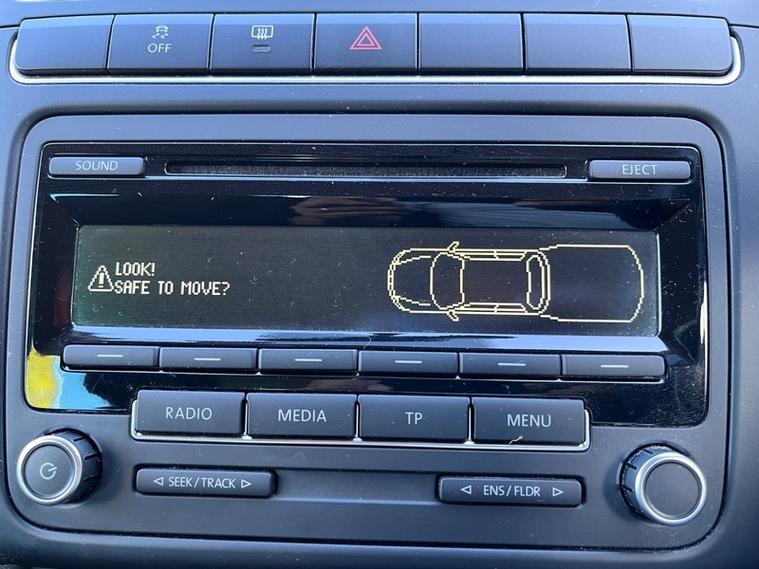 OFF
SOUND
EJECT
LOOK!
SAFE TO MOVE?
RADIO MEDIA TP MENU
SEEK/TRACK
ENS/FLDR